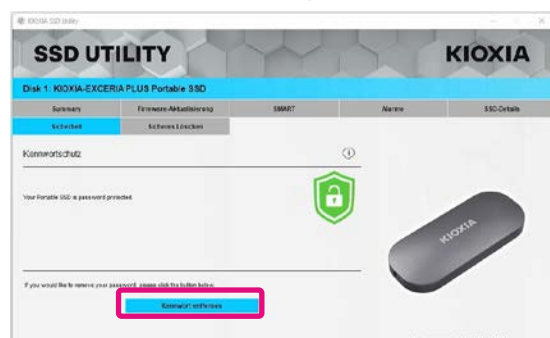 KIOXIA SSD Utility
SSD UTILITY
KIOXIA
Disk 1: KIOXIA-EXCERIA PLUS Portable SSD
Summary
Firmware-Aktualisierung
SMART
Alarme
SSD-Details
Sicherheit
Sicheres Löschen
Kennwortschutz
Your Portable SSD is password protected.
KIOXIA
If you would like to remove your password, please click the button below.
Kennwort entfernen